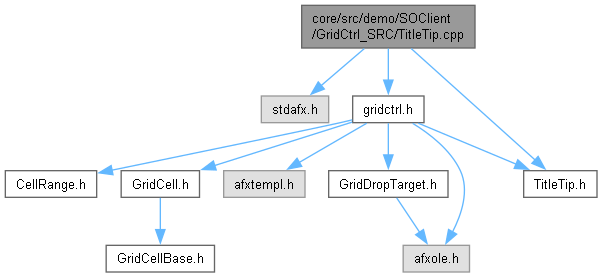 core/src/demo/SOClient
/GridCtrl_SRC/TitleTip.cpp
stdafx.h
gridctrl.h
CellRange.h
GridCell.h
afxtempl.h
GridDropTarget.h
TitleTip.h
GridCellBase.h
afxole.h